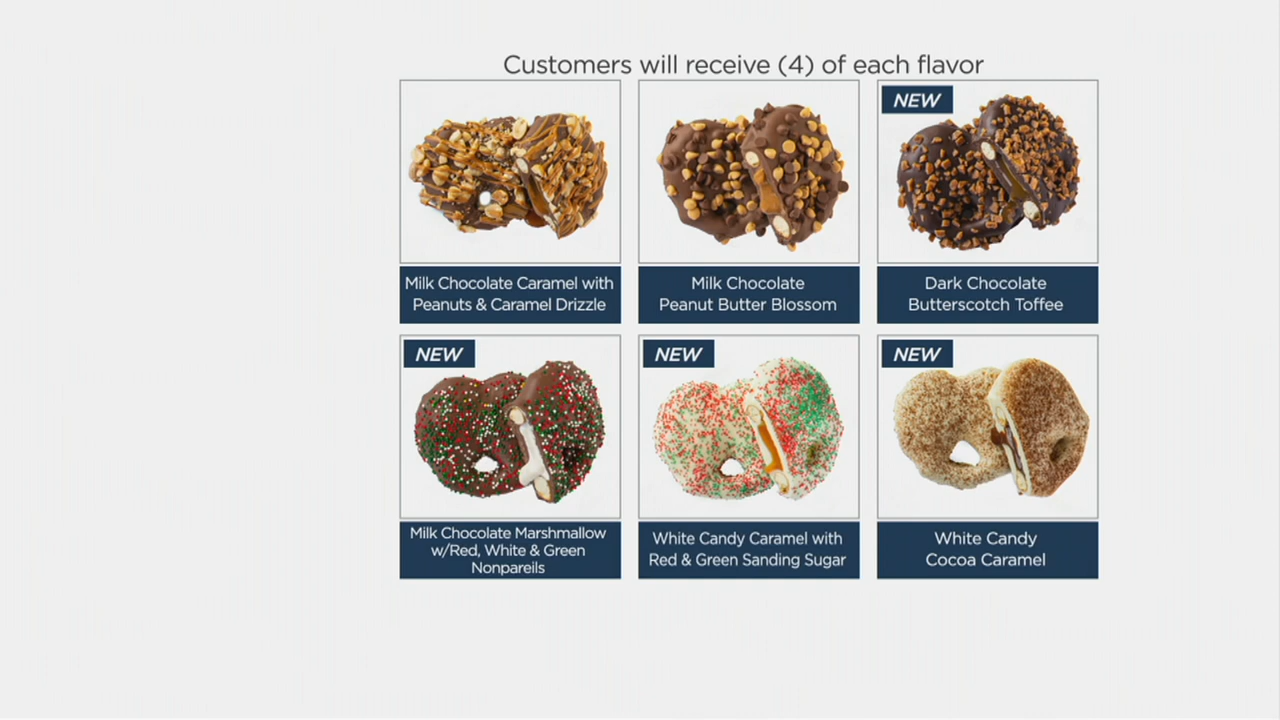 Customers will receive (4) of each flavor
NEW
Milk Chocolate Caramel with
Peanuts & Caramel Drizzle
Milk Chocolate
Peanut Butter Blossom
Dark Chocolate
Butterscotch Toffee
NEW
NEW
NEW
Milk Chocolate Marshmallow
w/Red, White & Green
Nonpareils
White Candy Caramel with
Red & Green Sanding Sugar
White Candy
Cocoa Caramel